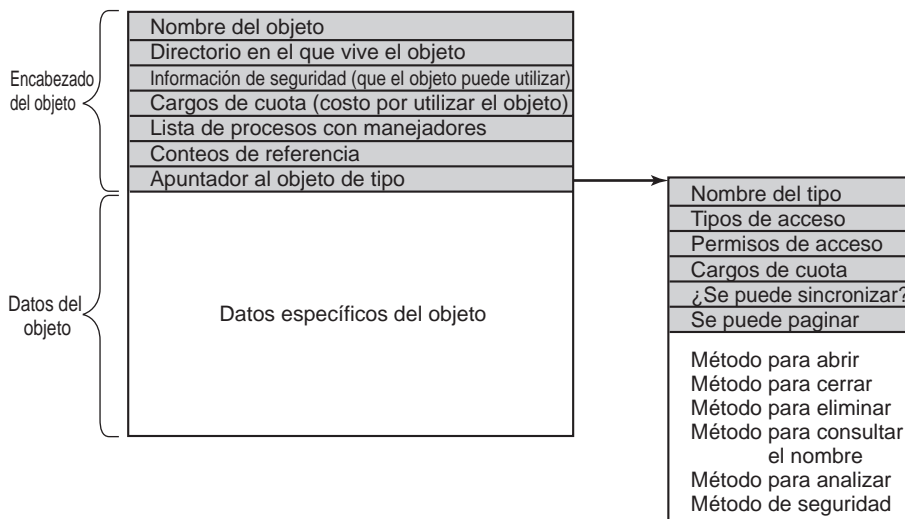 Nombre del objeto
Directorio en el que vive el objeto
Información de seguridad (que el objeto puede utilizar)
Cargos de cuota (costo por utilizar el objeto)
Lista de procesos con manejadores
Conteos de referencia
Apuntador al objeto de tipo
Encabezado
del objeto
Datos del
objeto
Datos específicos del objeto
Nombre del tipo
Tipos de acceso
Permisos de acceso
Cargos de cuota
¿Se puede sincronizar?
Se puede paginar
Método para abrir
Método para cerrar
Método para eliminar
Método para consultar
el nombre
Método para analizar
Método de seguridad